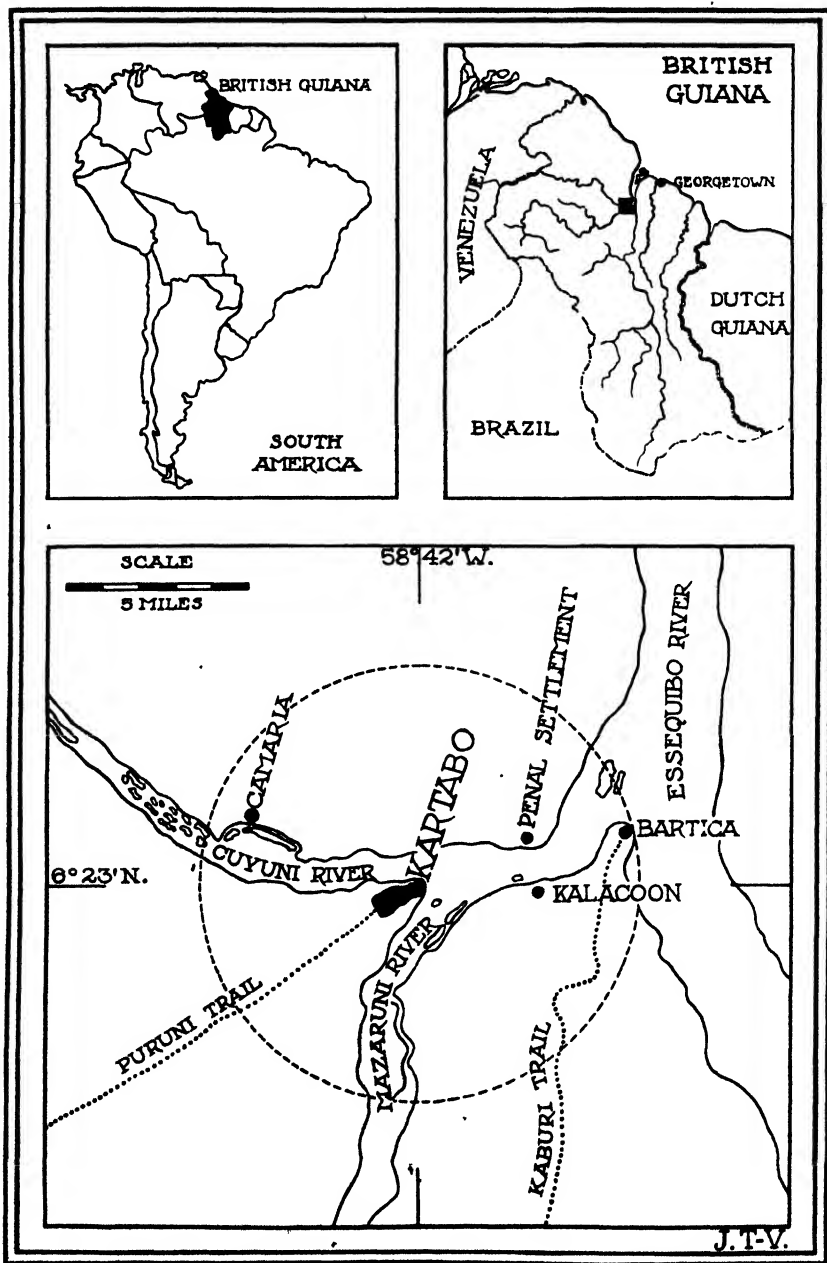 BRITISH GUIANA
SOUTH
AMERICA
BRITISH
GUIANA
GEORGETOWN
VENEZUELA
DUTCH
GUIANA
BRAZIL
SCALE
5 MILES
58°42'W.
PENAL SETTLEMENT
ESSEQUIBO RIVER
CAMARIA
KARTABO
BARTICA
CUYUNI RIVER
6°23'N.
KALACOON
MAZARUNI RIVER
PURUNI TRAIL
KABURI TRAIL
J.T-V.